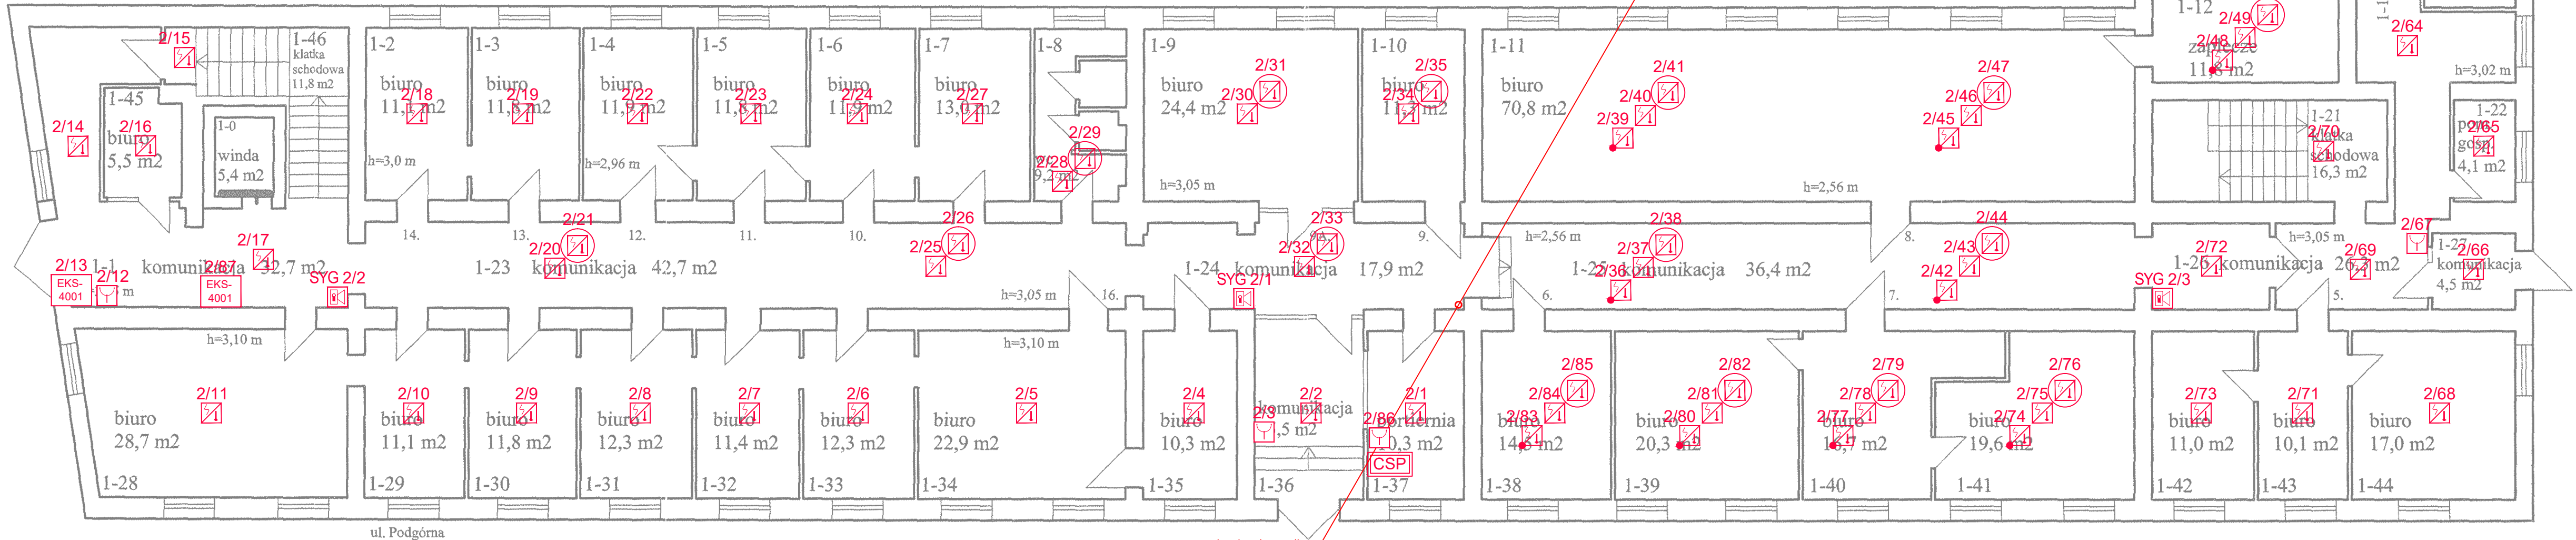 2/15
1-46
klatka
schodowa
11,8 m2
1-45
2/14
2/16
biuro
5,5 m2
1-0
winda
5,4 m2
1-2
biuro
2/18
h=3,0 m
1-3
biuro
2/19
1-4
biuro
2/22
h=2,96 m
1-5
biuro
2/23
1-6
biuro
2/24
1-7
biuro
2/27
1-8
2/29
2/28
1-9
biuro
24,4 m2
2/31
2/30
h=3,05 m
1-10
biuro
2/35
2/34
1-11
biuro
70,8 m2
2/41
2/40
2/39
2/47
2/46
2/45
h=2,56 m
1-12
2/49
2/48
zaplecze
11,8 m2
2/64
h=3,02 m
1-21
klatka
schodowa
16,3 m2
2/70
1-22
2/65
gosp.
4,1 m2
2/17
2/13
EKS-
4001
2/12
1-1 komunikacja 32,7 m2
2/87
EKS-
4001
SYG 2/2
14.
13.
12.
11.
10.
2/21
2/20
1-23 komunikacja 42,7 m2
2/26
2/25
h=3,05 m
16.
2/33
2/32
9.
1-24 komunikacja 17,9 m2
SYG 2/1
h=2,56 m
2/38
2/37
2/36
1-25 komunikacja 36,4 m2
6.
8.
7.
2/44
2/43
2/42
2/72
1-26 komunikacja
SYG 2/3
h=3,05 m
2/69
5.
2/67
1-27
2/66
komunikacja
4,5 m2
h=3,10 m
2/11
biuro
28,7 m2
1-28
2/10
biuro
11,1 m2
1-29
2/9
biuro
11,8 m2
1-30
2/8
biuro
12,3 m2
1-31
2/7
biuro
11,4 m2
1-32
2/6
biuro
12,3 m2
1-33
h=3,10 m
2/5
biuro
22,9 m2
1-34
2/4
biuro
10,3 m2
1-35
2/2
komunikacja
2/3
1-36
2/1
2/86
portiernia
CSP
1-37
2/85
2/84
2/83
biuro
1-38
2/82
2/81
2/80
biuro
20,3 m2
1-39
2/79
2/78
2/77
biuro
1-40
2/76
2/75
2/74
biuro
19,6 m2
1-41
2/73
biuro
11,0 m2
1-42
2/71
biuro
10,1 m2
1-43
2/68
biuro
17,0 m2
1-44
ul. Podgórna